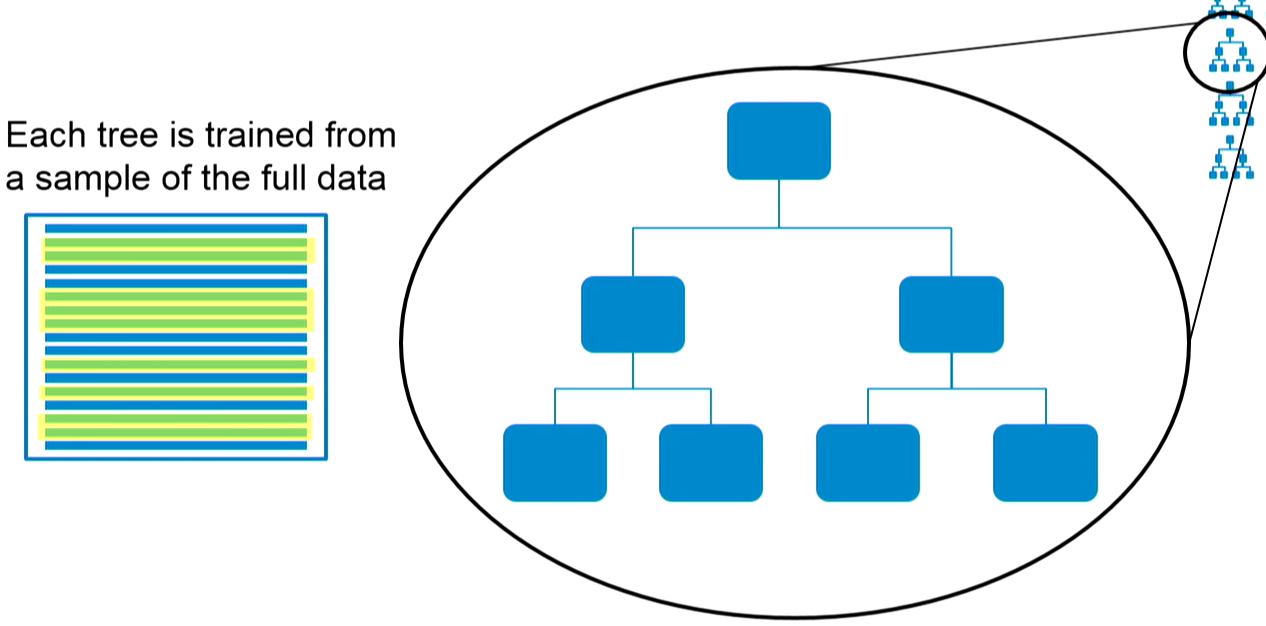 Each tree is trained from
a sample of the full data